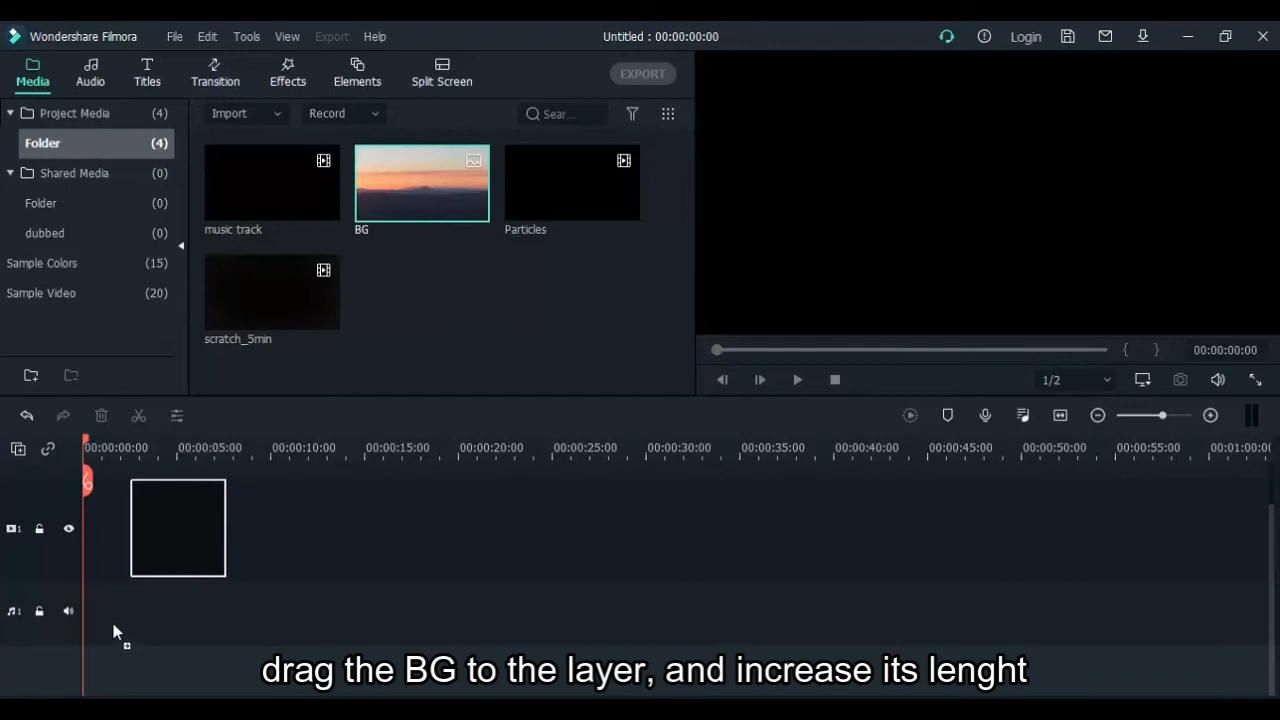 Wondershare Filmora File Edit Tools View Export Help Untitled : 00:00:00:00 Login
Media Audio Titles Transition Effects Elements Split Screen EXPORT
Project Media (4) Import Record Sear...
Folder (4)
Shared Media (0)
Folder (0)
music track BG Particles
dubbed (0)
Sample Colors (15)
Sample Video (20)
scratch_5min
{ } 00:00:00:00
1/2
00:00:00:00 00:00:05:00 00:00:10:00 00:00:15:00 00:00:20:00 00:00:25:00 00:00:30:00 00:00:35:00 00:00:40:00 00:00:45:00 00:00:50:00 00:00:55:00 00:01:00:00
1
1
drag the BG to the layer, and increase its lenght